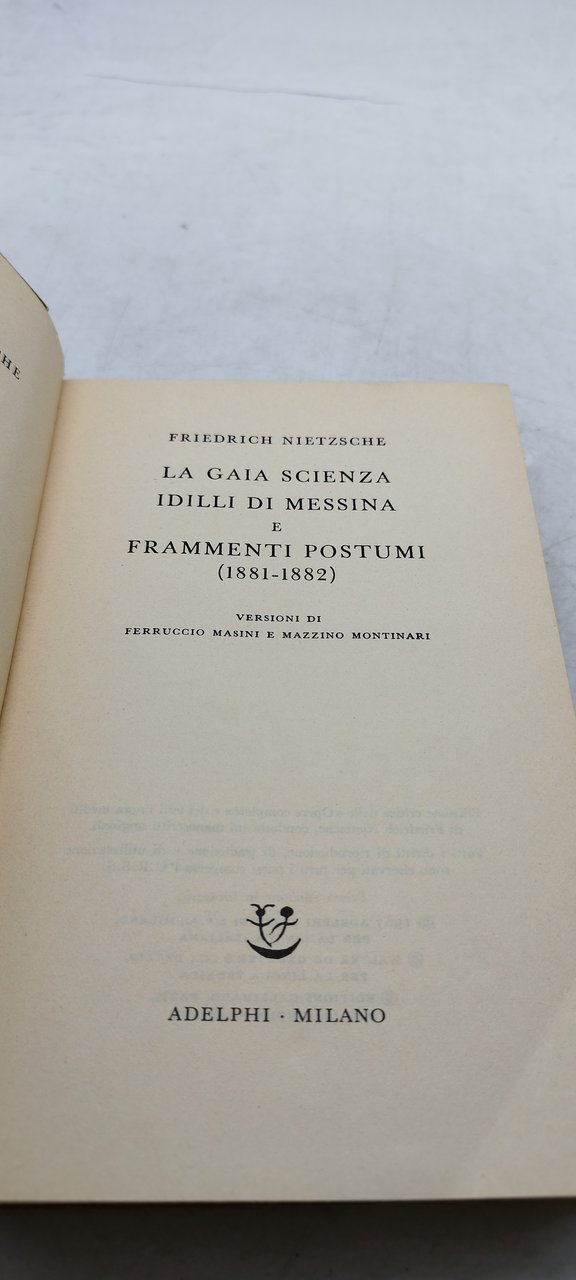 FRIEDRICH NIETZSCHE
LA GAIA SCIENZA
IDILLI DI MESSINA
E
FRAMMENTI POSTUMI
(1881-1882)
VERSIONI DI
FERRUCCIO MASINI E MAZZINO MONTINARI
ADELPHI · MILANO